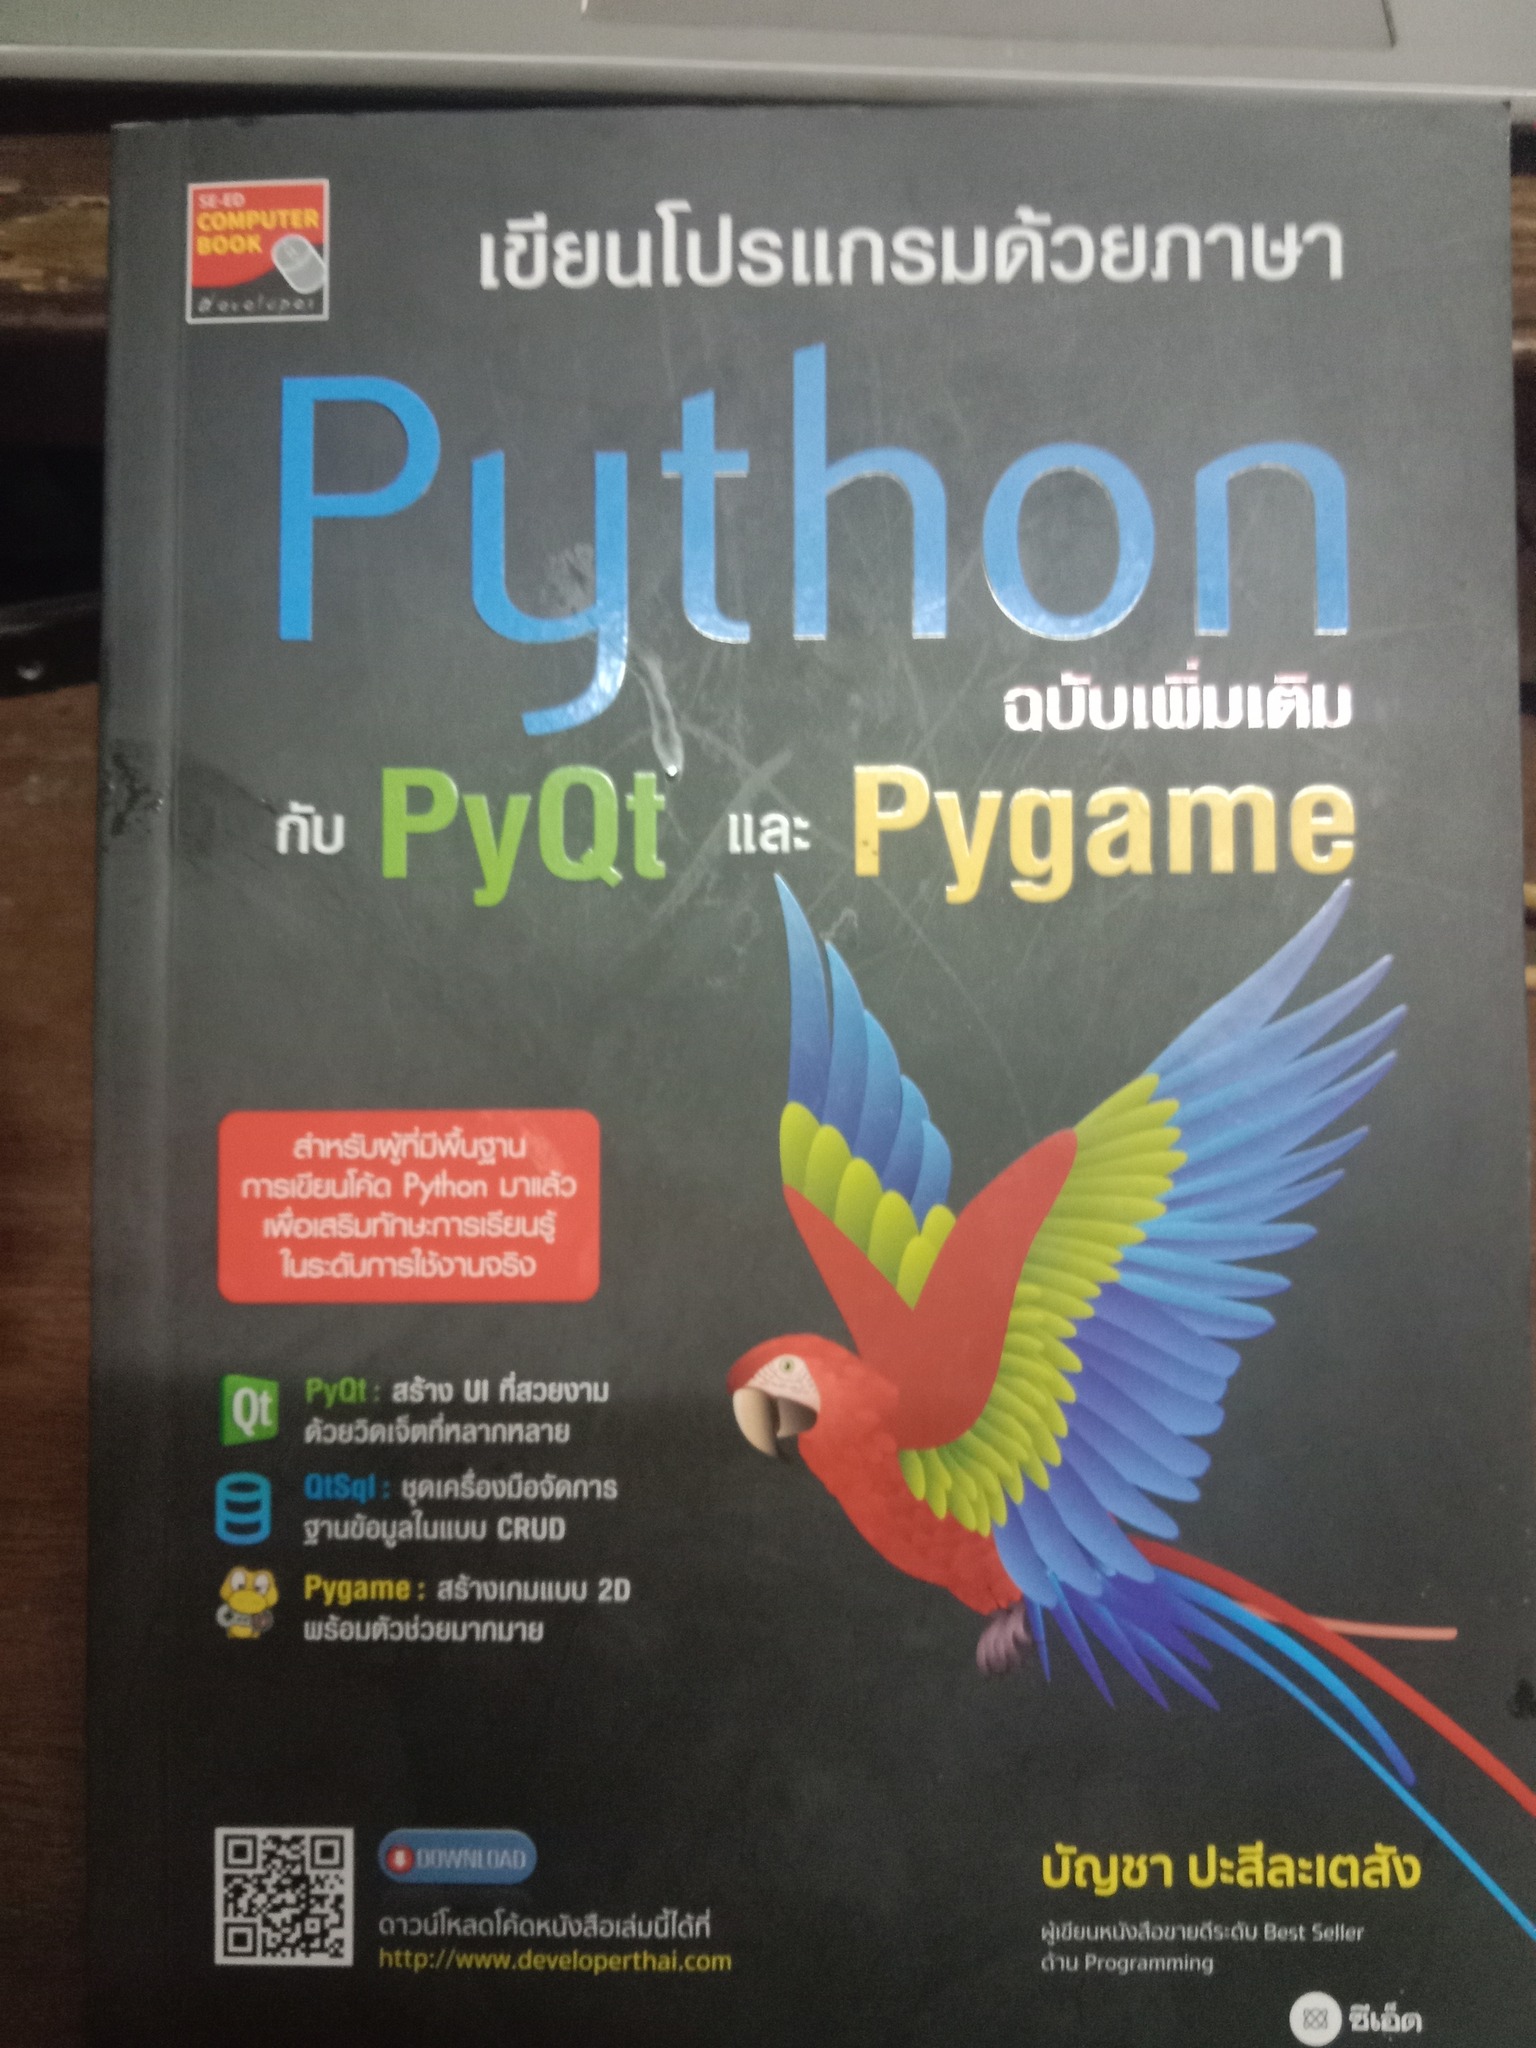 SE-ED
COMPUTER
BOOK
developer
เขียนโปรแกรมด้วยภาษา
Python
ฉบับเพิ่มเติม
กับ PyQt และ Pygame
สำหรับผู้ที่มีพื้นฐาน
การเขียนโค้ด Python มาแล้ว
เพื่อเสริมทักษะการเรียนรู้
ในระดับการใช้งานจริง
Qt
PyQt : สร้าง UI ที่สวยงาม
ด้วยวิดเจ็ตที่หลากหลาย
QtSql : ชุดเครื่องมือจัดการ
ฐานข้อมูลในแบบ CRUD
Pygame : สร้างเกมแบบ 2D
พร้อมตัวช่วยมากมาย
DOWNLOAD
ดาวน์โหลดโค้ดหนังสือเล่มนี้ได้ที่
http://www.developerthai.com
บัญชา ปะสีละเตสัง
ผู้เขียนหนังสือขายดีระดับ Best Seller
ด้าน Programming
ซีเอ็ด